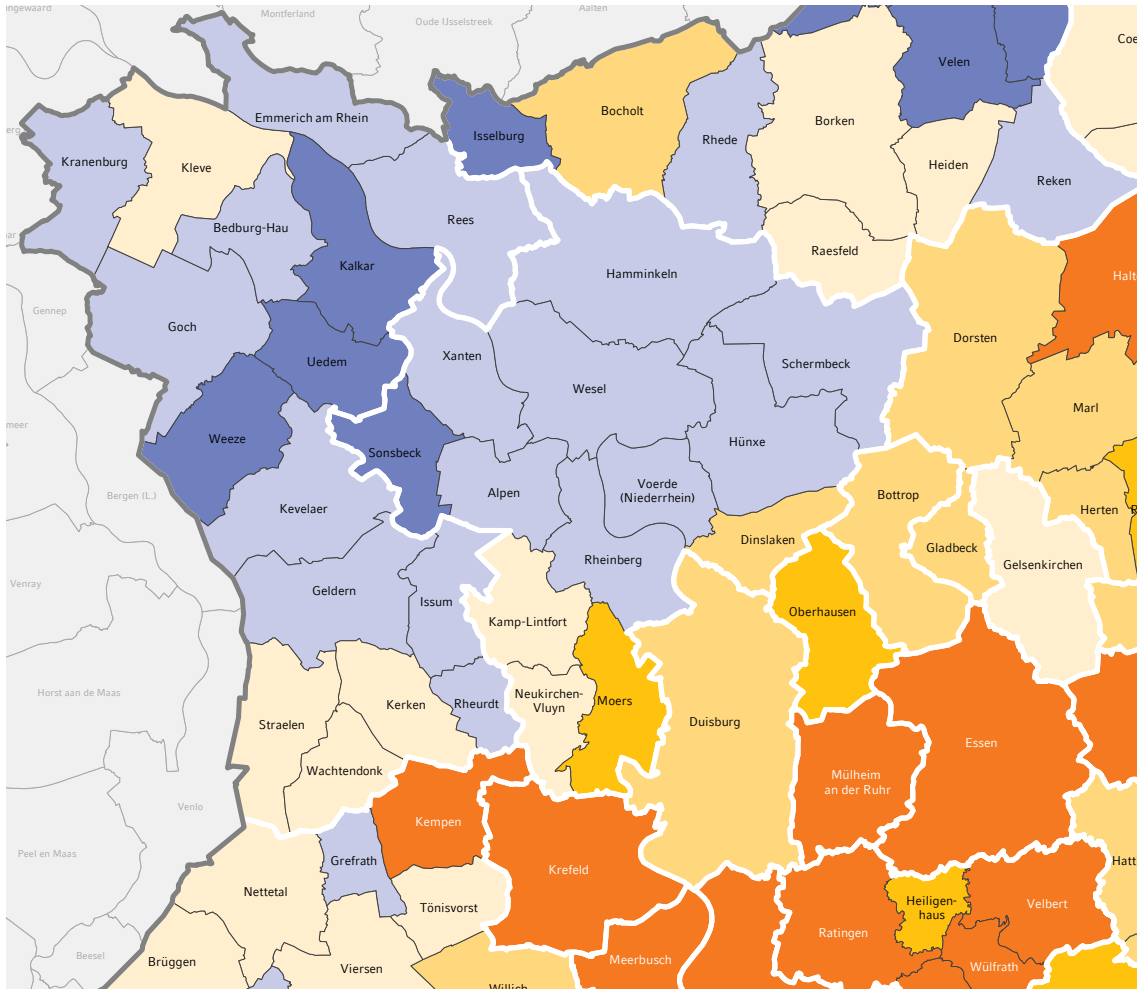 Montferland
Oude IJsselstreek
Aalten
Velen
Emmerich am Rhein
Isselburg
Bocholt
Rhede
Borken
Kranenburg
Kleve
Heiden
Reken
Bedburg-Hau
Rees
Kalkar
Hamminkeln
Raesfeld
Gennep
Goch
Xanten
Uedem
Wesel
Schermbeck
Dorsten
Marl
Weeze
Sonsbeck
Hünxe
Bergen (L.)
Kevelaer
Alpen
Voerde
(Niederrhein)
Bottrop
Herten
Dinslaken
Gladbeck
Gelsenkirchen
Venray
Geldern
Issum
Rheinberg
Oberhausen
Kamp-Lintfort
Horst aan de Maas
Straelen
Kerken
Rheurdt
Neukirchen-
Vluyn
Moers
Duisburg
Essen
Wachtendonk
Mülheim
an der Ruhr
Venlo
Kempen
Peel en Maas
Grefrath
Krefeld
Hatt
Nettetal
Tönisvorst
Heiligen-
haus
Velbert
Ratingen
Beesel
Brüggen
Viersen
Meerbusch
Wülfrath
Willich